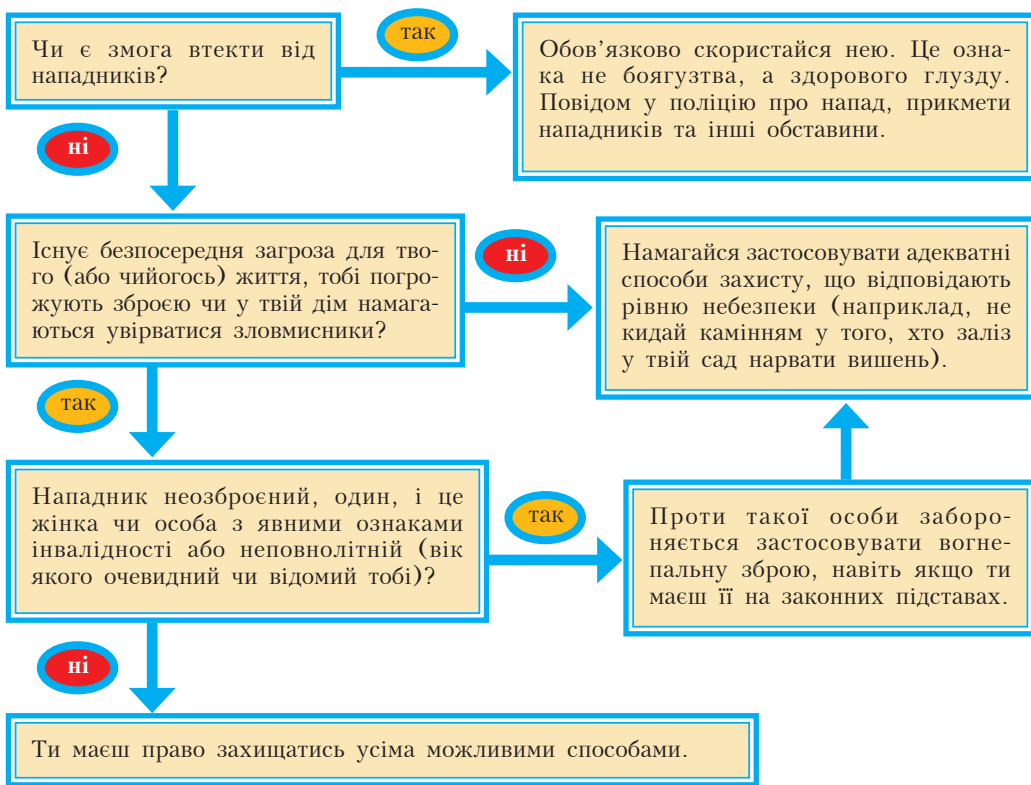 Чи є змога втекти від
нападників?
так
Обов’язково скористайся нею. Це озна-
ка не боягузтва, а здорового глузду.
Повідом у поліцію про напад, прикмети
нападників та інші обставини.
ні
Існує безпосередня загроза для тво-
го (або чийогось) життя, тобі погро-
жують зброєю чи у твій дім намага-
ються увірватися зловмисники?
ні
Намагайся застосовувати адекватні
способи захисту, що відповідають
рівню небезпеки (наприклад, не
кидай камінням у того, хто заліз
у твій сад нарвати вишень).
так
Нападник неозброєний, один, і це
жінка чи особа з явними ознаками
інвалідності або неповнолітній (вік
якого очевидний чи відомий тобі)?
так
Проти такої особи заборо-
няється застосовувати вогне-
пальну зброю, навіть якщо ти
маєш її на законних підставах.
ні
Ти маєш право захищатись усіма можливими способами.